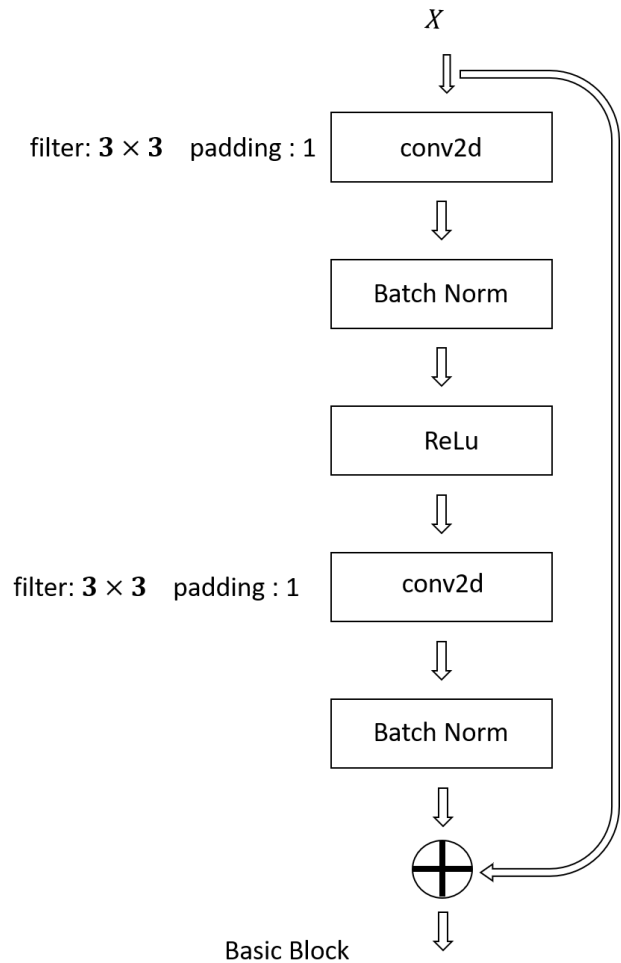 X
filter: 3 × 3 padding : 1 conv2d
Batch Norm
ReLu
filter: 3 × 3 padding : 1 conv2d
Batch Norm
Basic Block